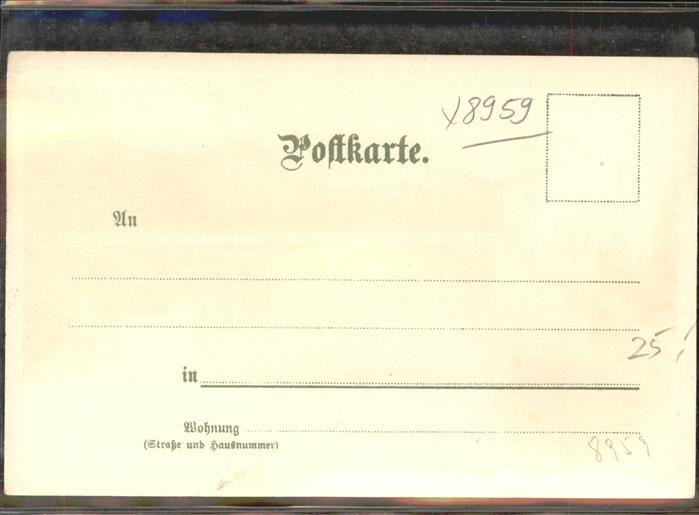 x8959
Postkarte.
An
25,
in
Wohnung
(Straße und Hausnummer)
8959